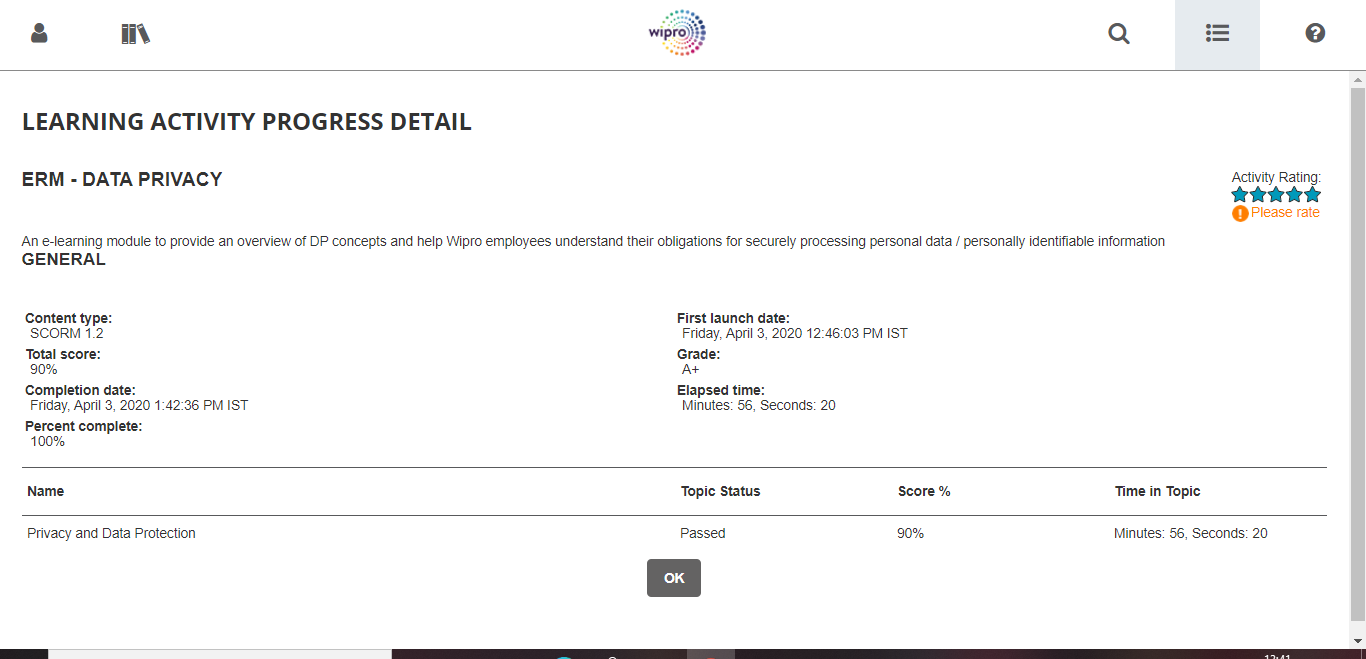 wipro
LEARNING ACTIVITY PROGRESS DETAIL
ERM - DATA PRIVACY
Activity Rating:
Please rate
An e-learning module to provide an overview of DP concepts and help Wipro employees understand their obligations for securely processing personal data / personally identifiable information
GENERAL
Content type:
SCORM 1.2
First launch date:
Friday, April 3, 2020 12:46:03 PM IST
Total score:
90%
Grade:
A+
Completion date:
Friday, April 3, 2020 1:42:36 PM IST
Elapsed time:
Minutes: 56, Seconds: 20
Percent complete:
100%
Name Topic Status Score % Time in Topic
Privacy and Data Protection Passed 90% Minutes: 56, Seconds: 20
OK